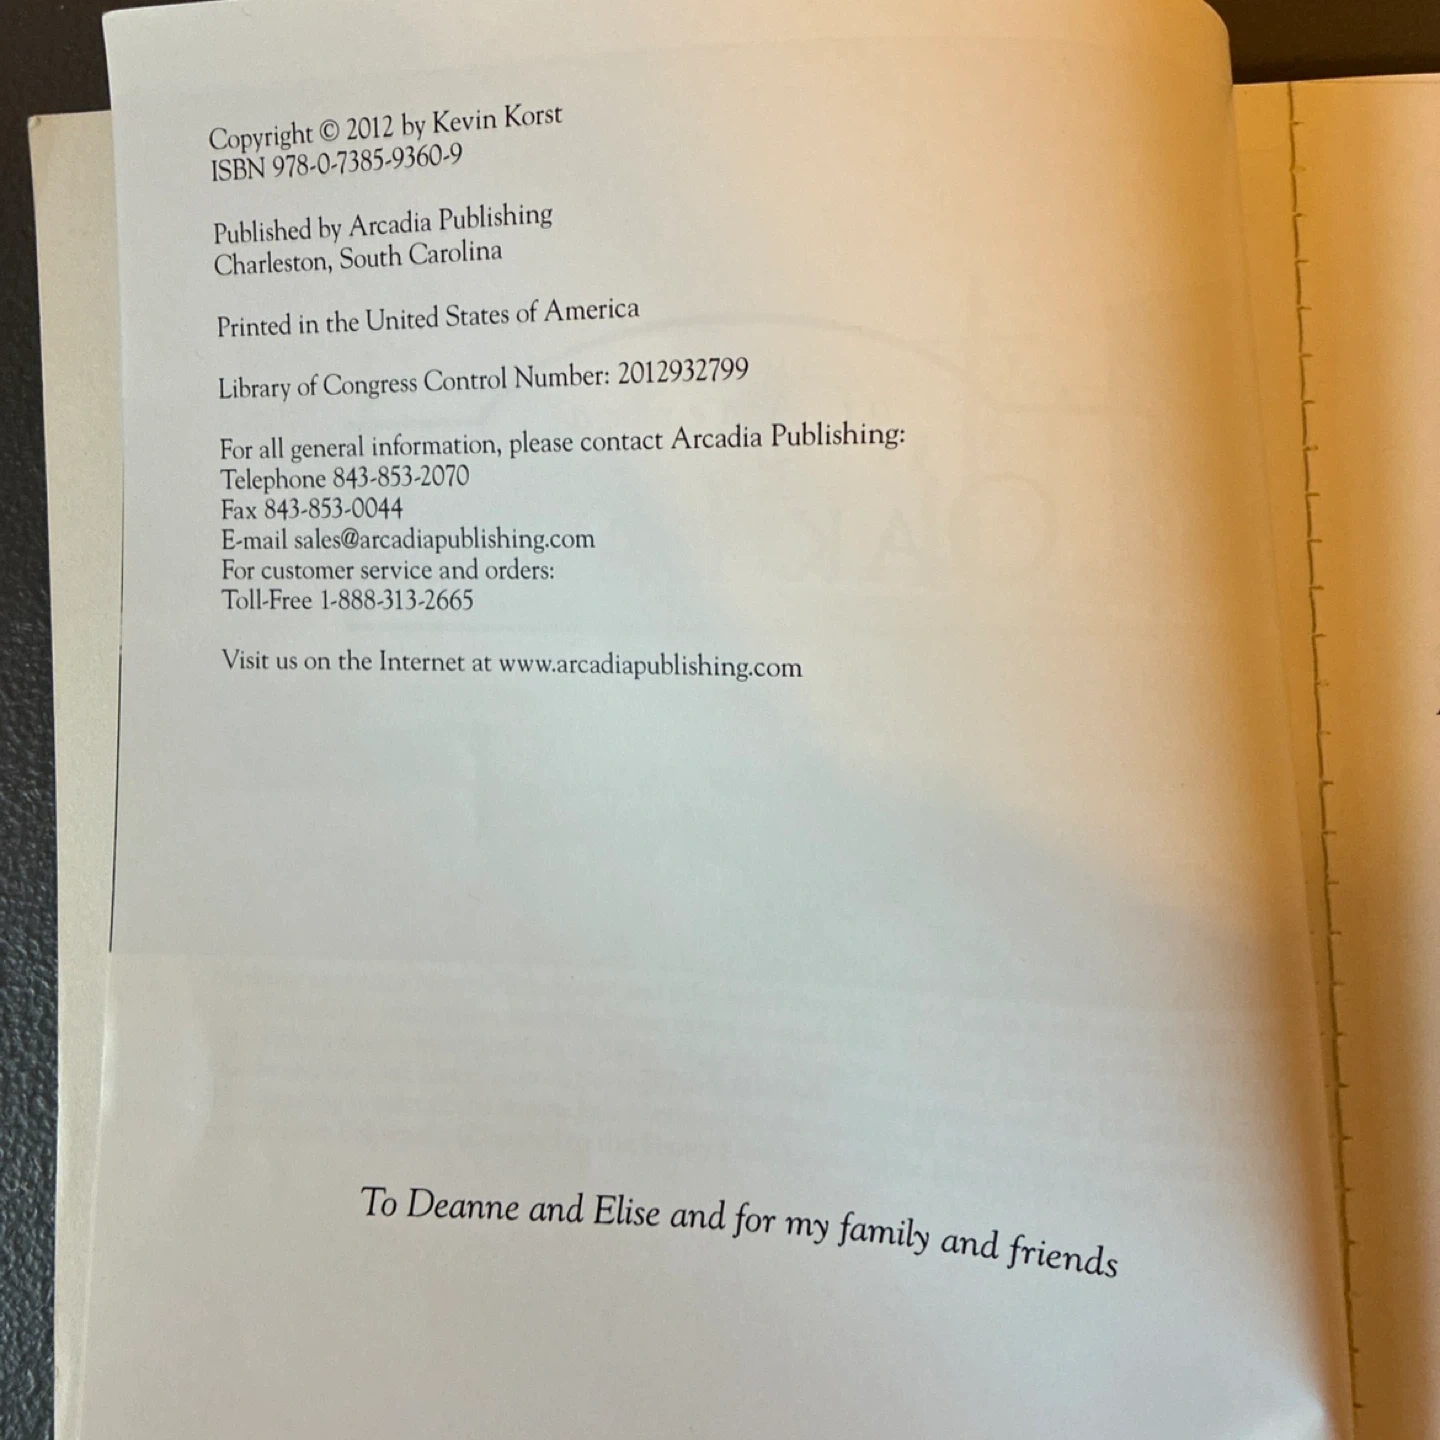 Copyright © 2012 by Kevin Korst
ISBN 978-0-7385-9360-9
Published by Arcadia Publishing
Charleston, South Carolina
Printed in the United States of America
Library of Congress Control Number: 2012932799
For all general information, please contact Arcadia Publishing:
Telephone 843-853-2070
Fax 843-853-0044
E-mail sales@arcadiapublishing.com
For customer service and orders:
Toll-Free 1-888-313-2665
Visit us on the Internet at www.arcadiapublishing.com
To Deanne and Elise and for my family and friends